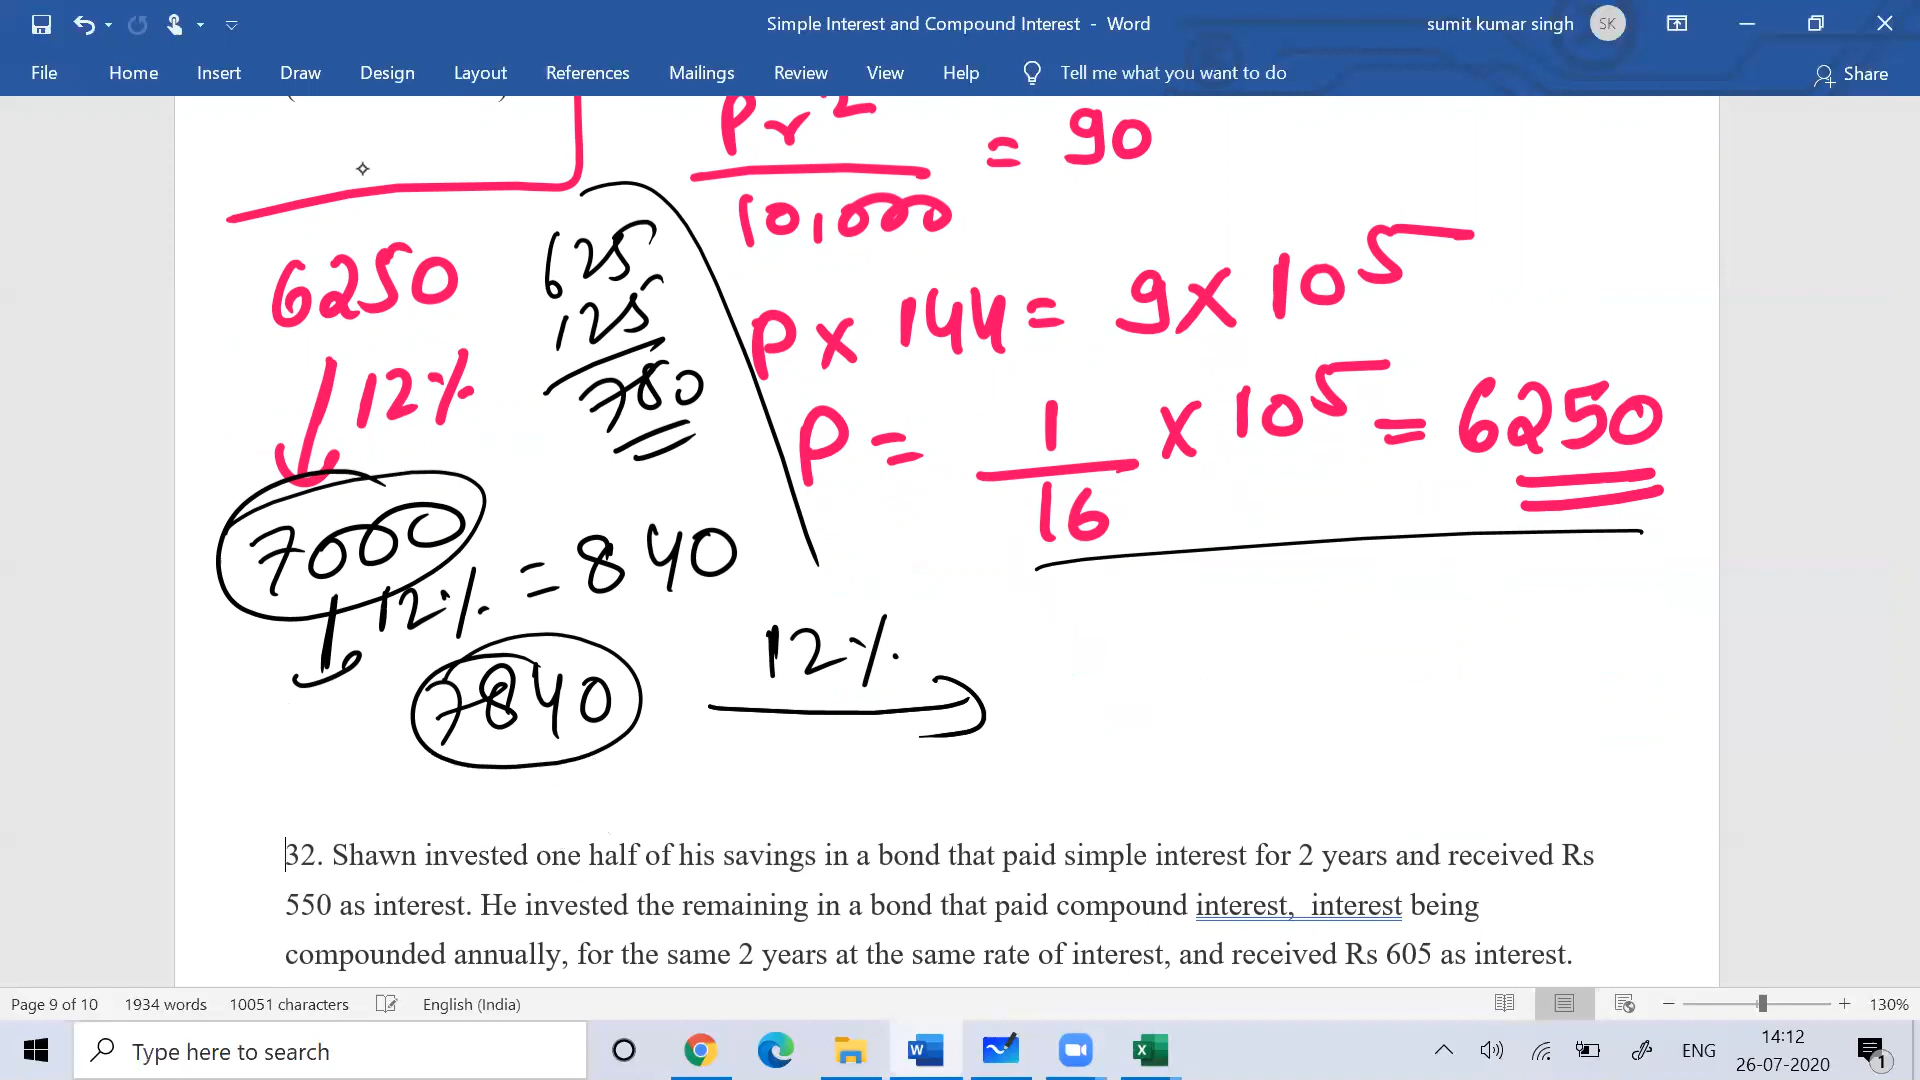 Simple Interest and Compound Interest - Word
sumit kumar singh SK
File Home Insert Draw Design Layout References Mailings Review View Help Tell me what you want to do Share
Pr² / 10,000 = 90
6250
625
125
780
P x 144 = 9 x 10⁵
12%
P = 1/16 x 10⁵ = 6250
7000
12% = 840
12%
7840
32. Shawn invested one half of his savings in a bond that paid simple interest for 2 years and received Rs
550 as interest. He invested the remaining in a bond that paid compound interest, interest being
compounded annually, for the same 2 years at the same rate of interest, and received Rs 605 as interest.
Page 9 of 10 1934 words 10051 characters English (India) 130%
Type here to search
ENG
14:12
26-07-2020
1